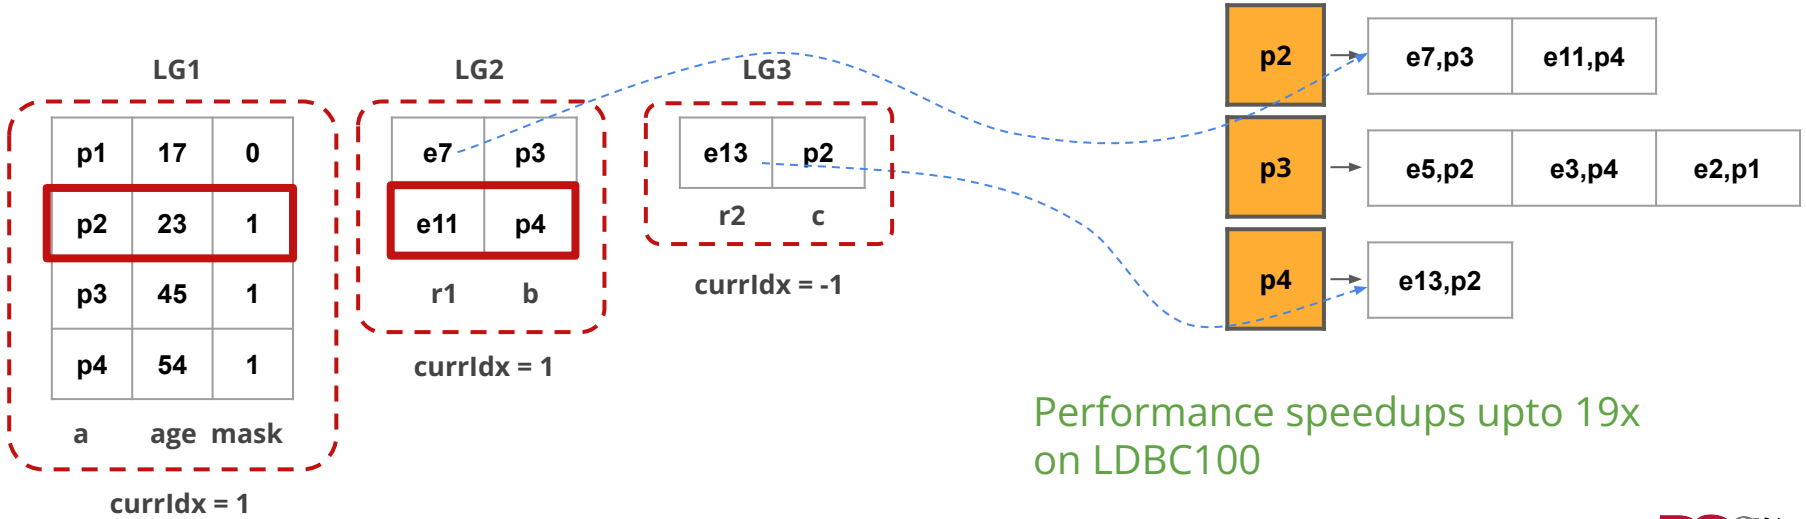 LG1
p1 17 0
p2 23 1
p3 45 1
p4 54 1
a age mask
currIdx = 1
LG2
e7 p3
e11 p4
r1 b
currIdx = 1
LG3
e13 p2
r2 c
currIdx = -1
p2 e7,p3 e11,p4
p3 e5,p2 e3,p4 e2,p1
p4 e13,p2
Performance speedups upto 19x
on LDBC100